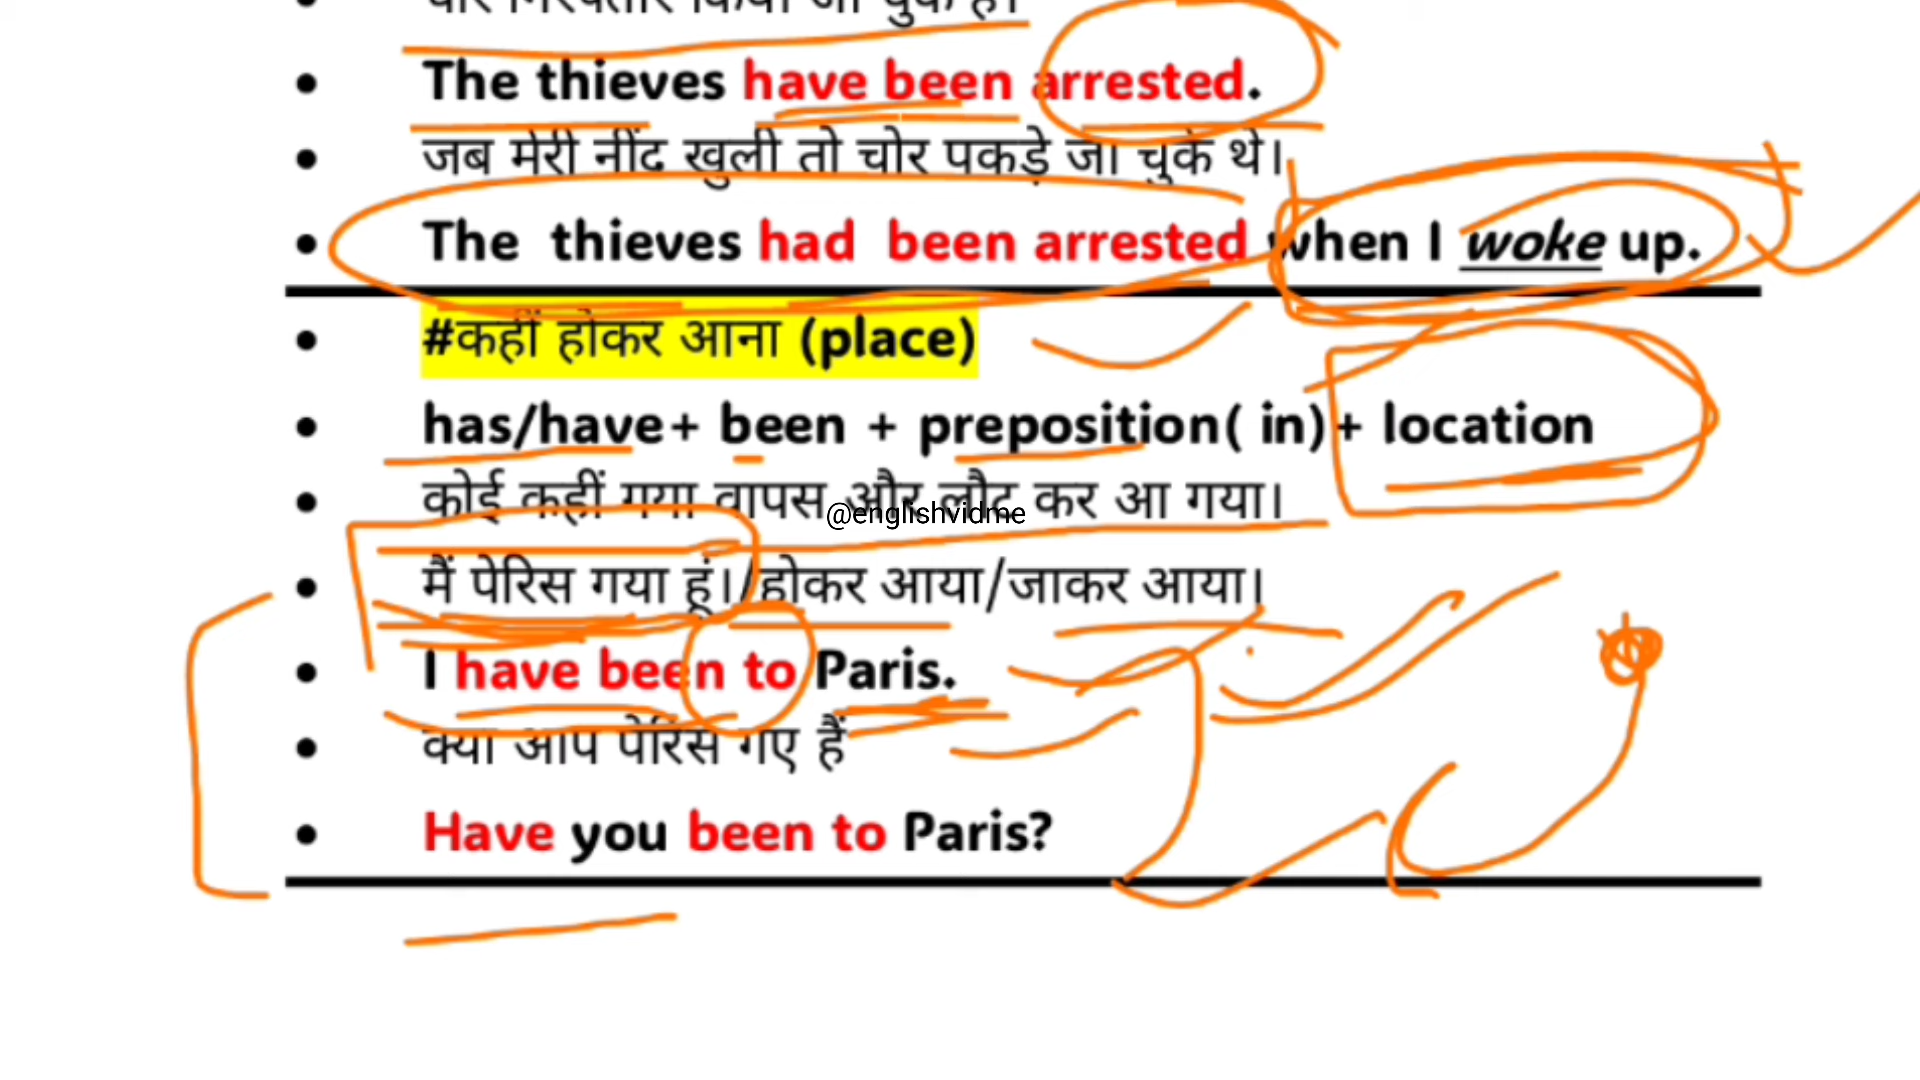 चोर गिरफ्तार किया जा चुके हैं।
The thieves have been arrested.
जब मेरी नींद खुली तो चोर पकड़े जा चुके थे।
The thieves had been arrested when I woke up.
#कहीं होकर आना (place)
has/have+ been + preposition( in)+ location
कोई कहीं गया वापस और लौट कर आ गया।
@englishvidme
मैं पेरिस गया हूं।/होकर आया/जाकर आया।
I have been to Paris.
क्या आप पेरिस गए हैं
Have you been to Paris?